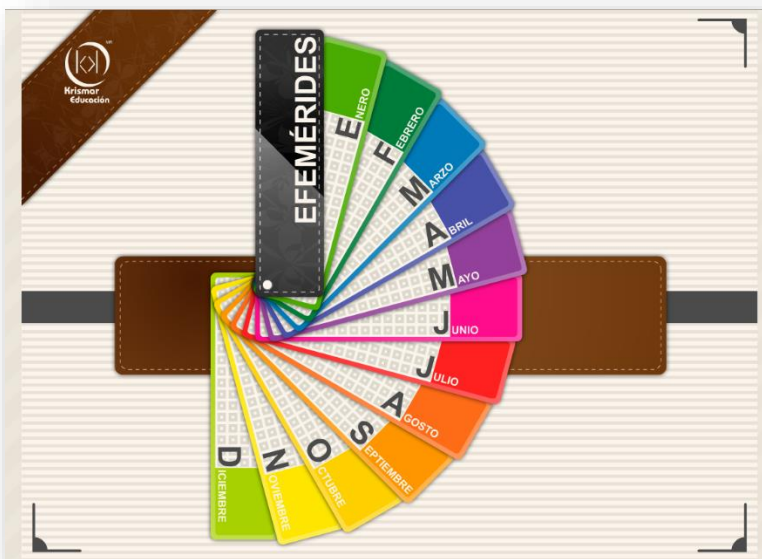 Krismar
Educación
EFEMÉRIDES
ENERO
FEBRERO
MARZO
ABRIL
MAYO
JUNIO
JULIO
AGOSTO
SEPTIEMBRE
OCTUBRE
NOVIEMBRE
DICIEMBRE